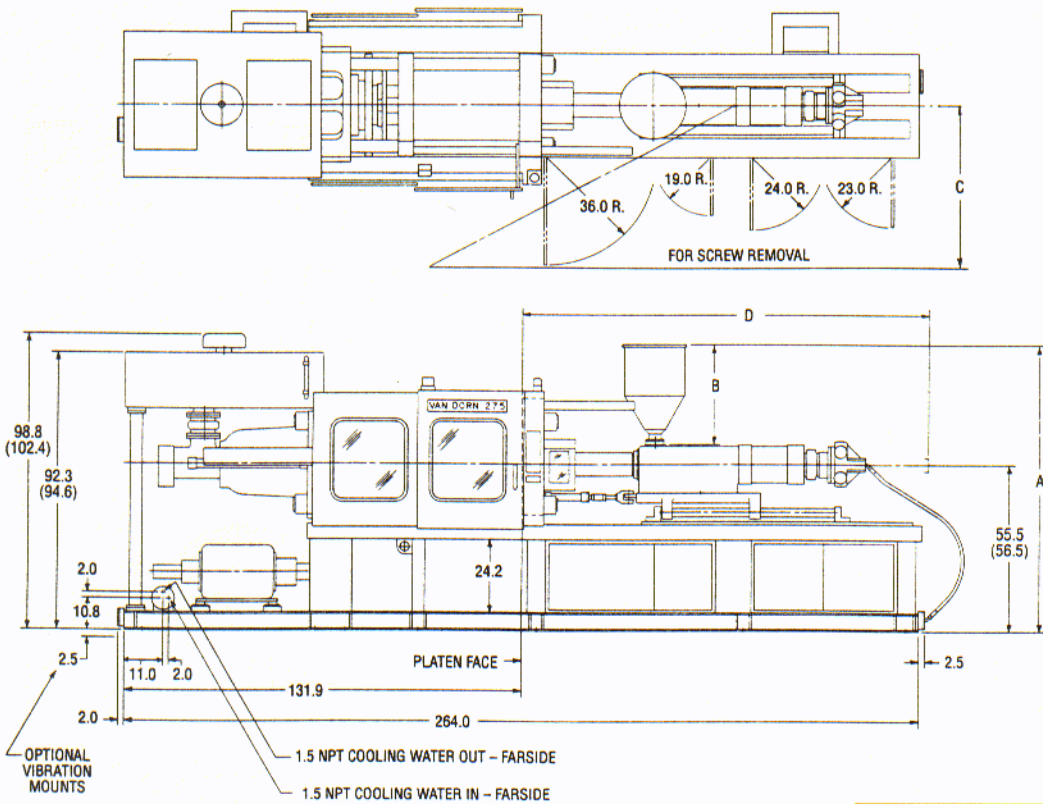 36.0 R.
19.0 R.
24.0 R.
23.0 R.
C
FOR SCREW REMOVAL
D
B
A
VAN DORN 275
98.8
(102.4)
92.3
(94.6)
55.5
(56.5)
24.2
2.0
10.8
2.5
11.0
2.0
PLATEN FACE
2.5
131.9
2.0
264.0
OPTIONAL
VIBRATION
MOUNTS
1.5 NPT COOLING WATER OUT – FARSIDE
1.5 NPT COOLING WATER IN – FARSIDE